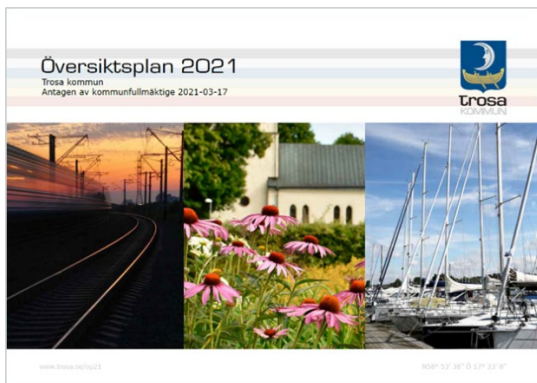 Översiktsplan 2021
Trosa kommun
Antagen av kommunfullmäktige 2021-03-17
trosa
KOMMUN
www.trosa.se/op21